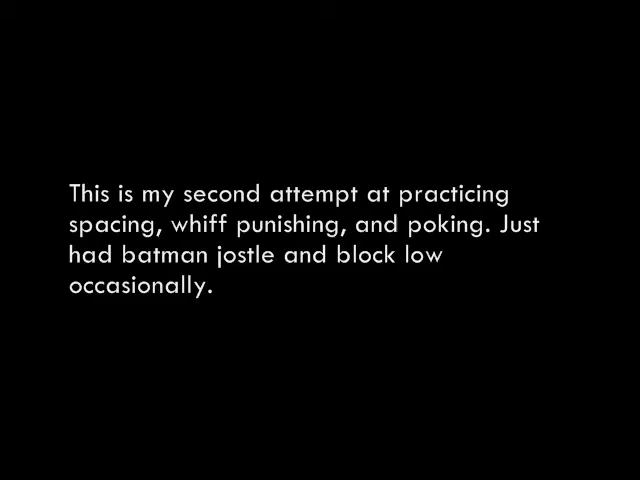 This is my second attempt at practicing
spacing, whiff punishing, and poking. Just
had batman jostle and block low
occasionally.